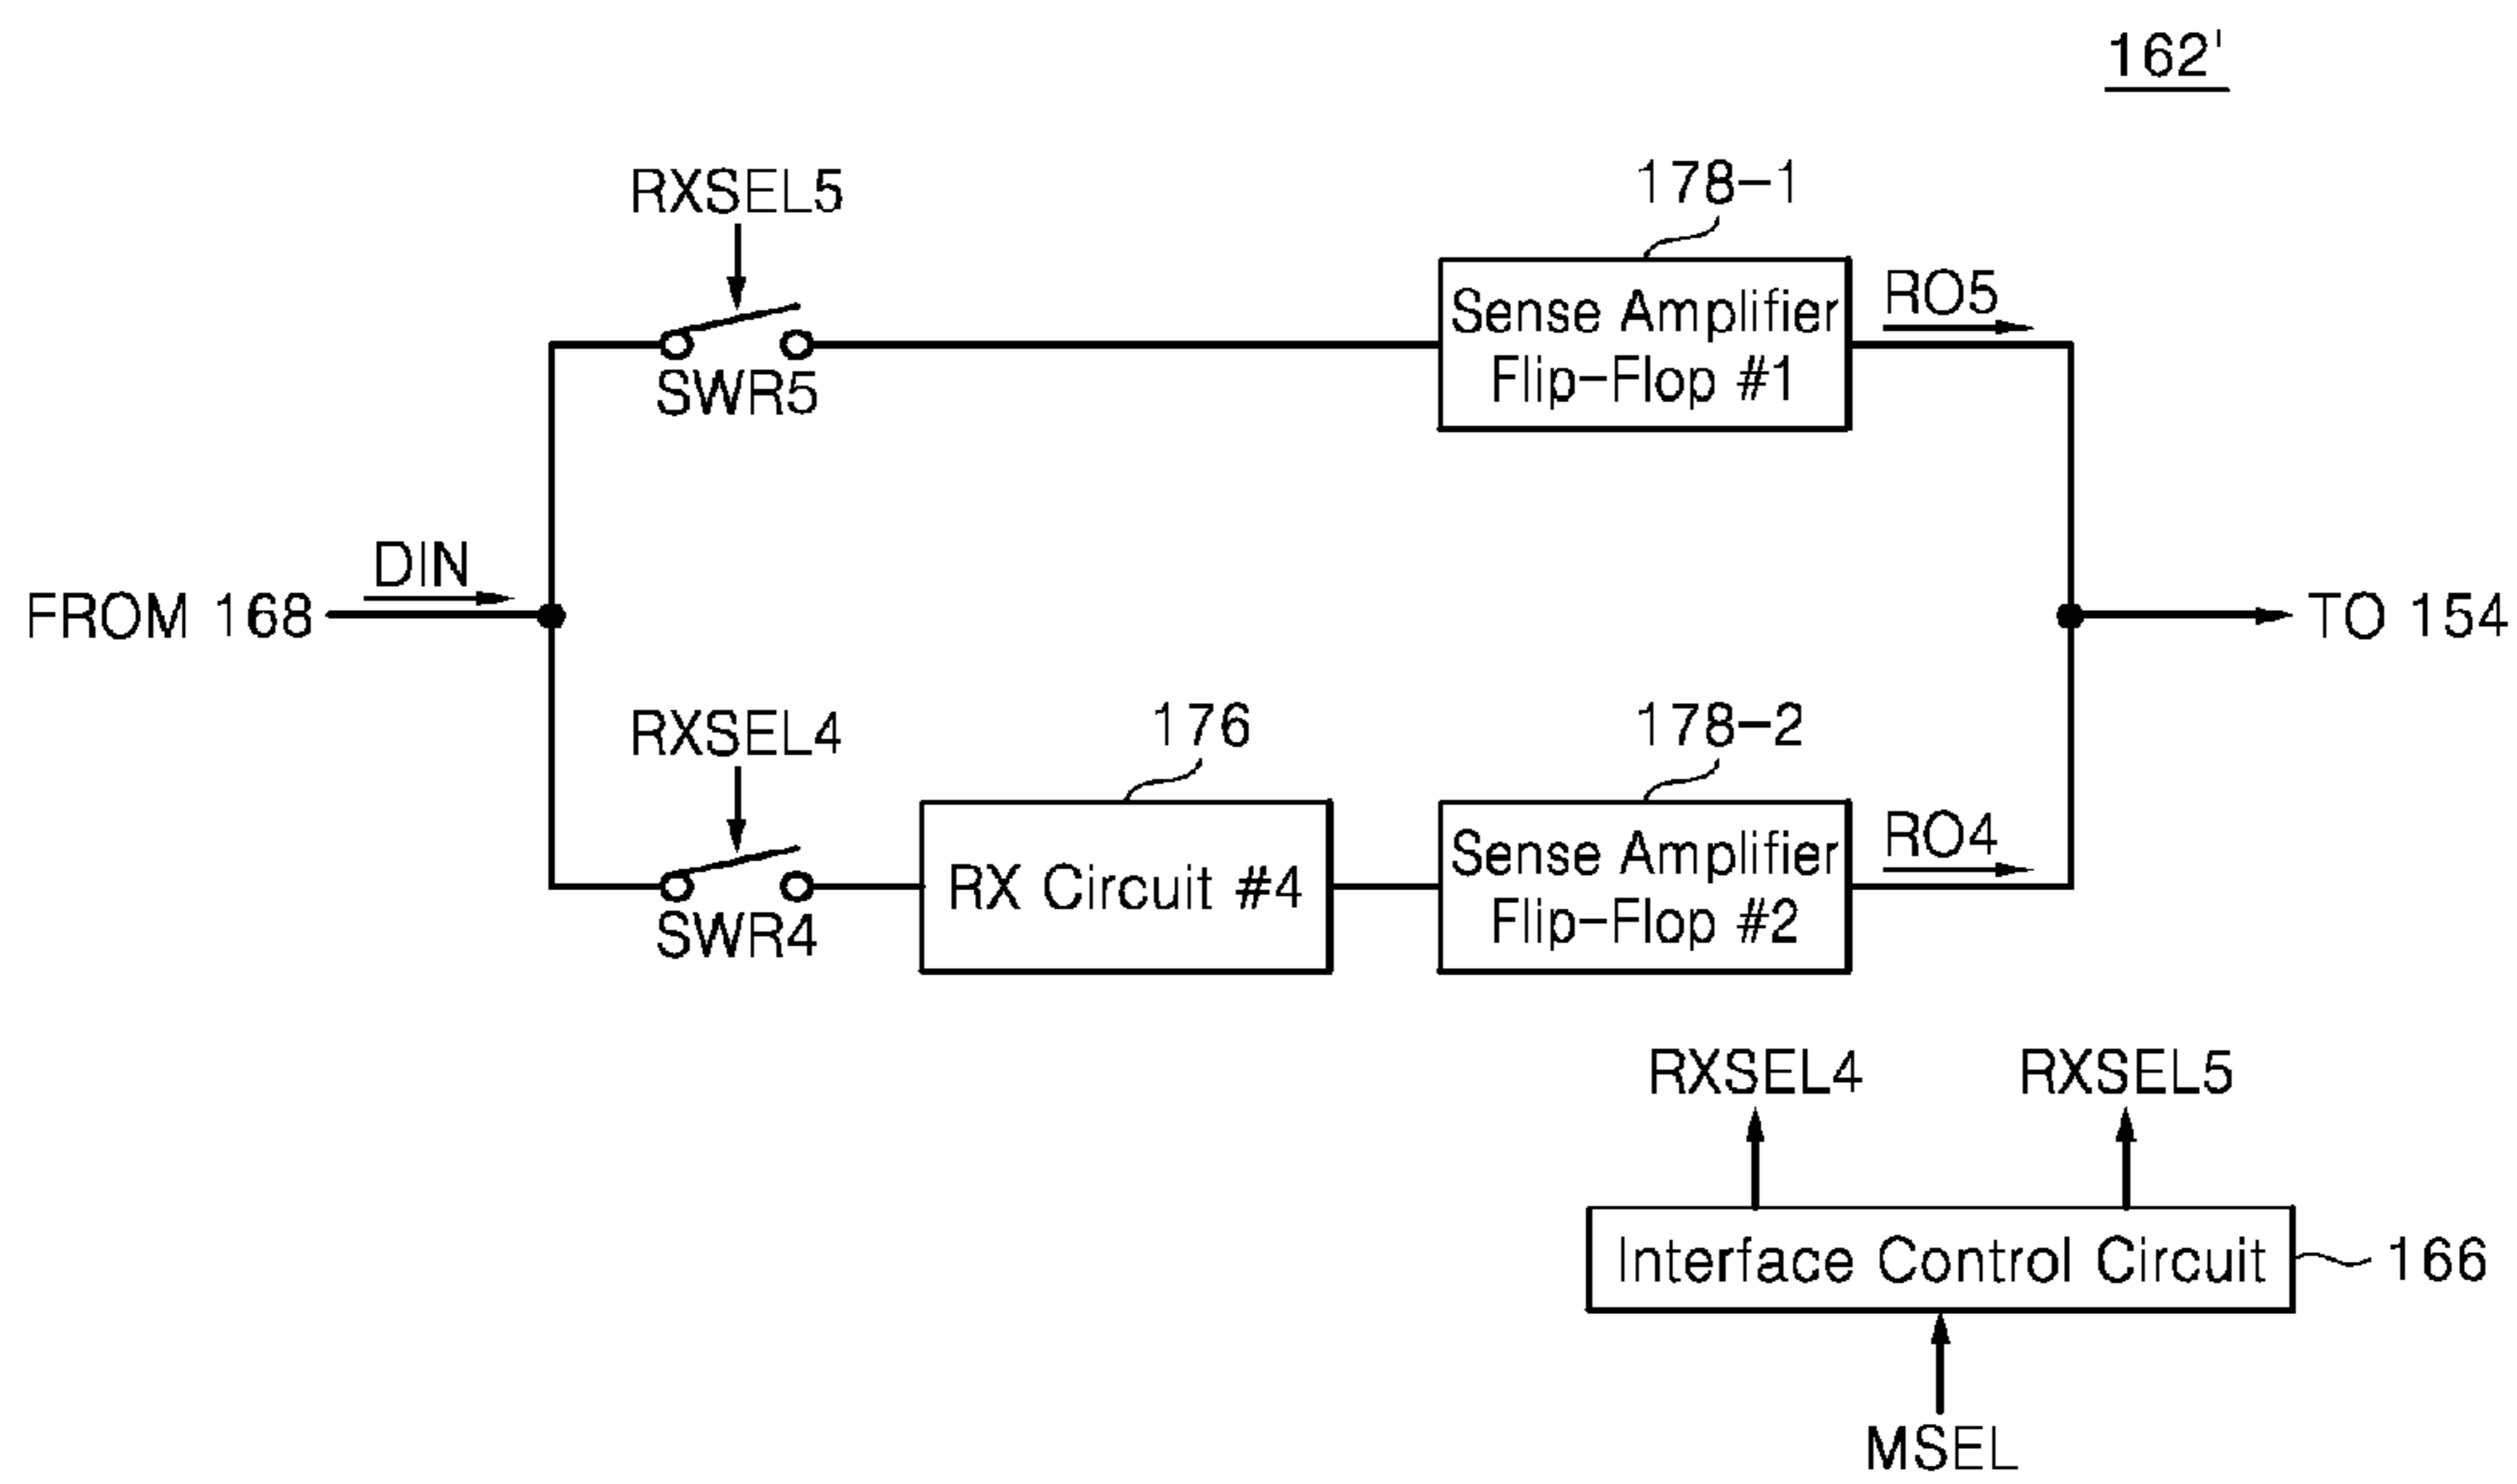 162'
RXSEL5
178-1
SWR5
Sense Amplifier
Flip-Flop #1
RO5
DIN
FROM 168
TO 154
RXSEL4
176
178-2
SWR4
RX Circuit #4
Sense Amplifier
Flip-Flop #2
RO4
RXSEL4
RXSEL5
Interface Control Circuit
166
MSEL